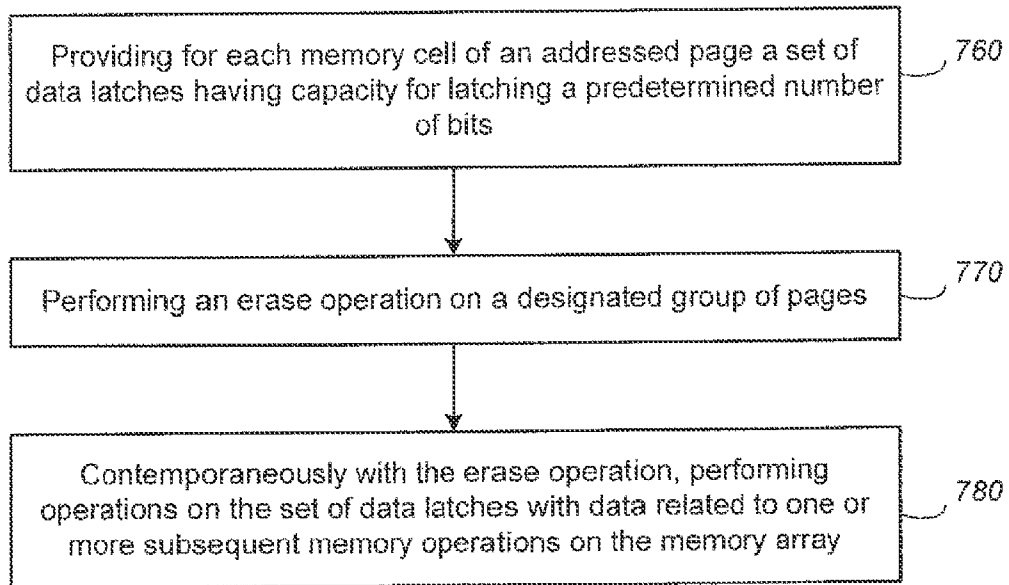 Providing for each memory cell of an addressed page a set of
data latches having capacity for latching a predetermined number
of bits
760
Performing an erase operation on a designated group of pages
770
Contemporaneously with the erase operation, performing
operations on the set of data latches with data related to one or
more subsequent memory operations on the memory array
780